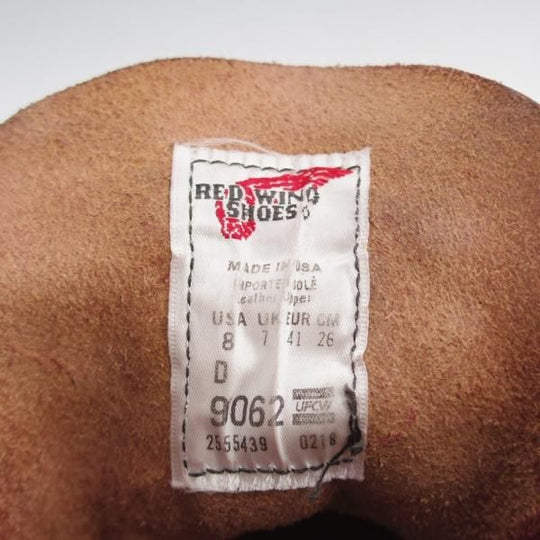 RED WING
SHOES
MADE IN USA
IMPORTED SOLE
Leather Upper
USA UK EUR CM
8 7 41 26
D
9062 UFCW
2555439 0218